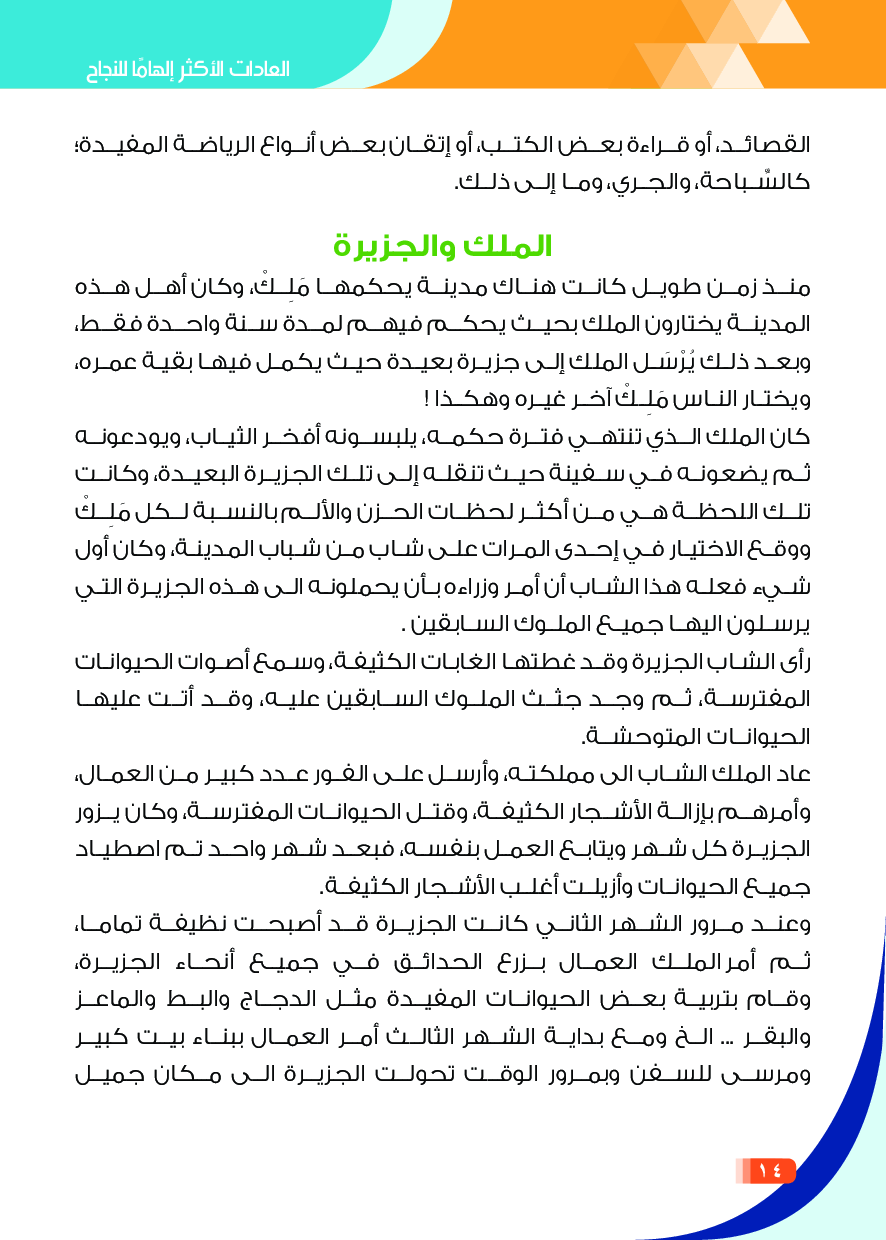 العادات الأكثر إلهامًا للنجاح
القصائد، أو قراءة بعض الكتب، أو إتقان بعض أنواع الرياضة المفيدة؛
كالسِّباحة، والجري، وما إلى ذلك.
الملك والجزيرة
منذ زمن طويل كانت هناك مدينة يحكمها مَلِكْ، وكان أهل هذه
المدينة يختارون الملك بحيث يحكم فيهم لمدة سنة واحدة فقط،
وبعد ذلك يُرْسَل الملك إلى جزيرة بعيدة حيث يكمل فيها بقية عمره،
ويختار الناس مَلِكْ آخر غيره وهكذا !
كان الملك الذي تنتهي فترة حكمه، يلبسونه أفخر الثياب، ويودعونه
ثم يضعونه في سفينة حيث تنقله إلى تلك الجزيرة البعيدة، وكانت
تلك اللحظة هي من أكثر لحظات الحزن والألم بالنسبة لكل مَلِكْ
ووقع الاختيار في إحدى المرات على شاب من شباب المدينة، وكان أول
شيء فعله هذا الشاب أن أمر وزراءه بأن يحملونه الى هذه الجزيرة التي
يرسلون اليها جميع الملوك السابقين .
رأى الشاب الجزيرة وقد غطتها الغابات الكثيفة، وسمع أصوات الحيوانات
المفترسة، ثم وجد جثث الملوك السابقين عليه، وقد أتت عليها
الحيوانات المتوحشة.
عاد الملك الشاب الى مملكته، وأرسل على الفور عدد كبير من العمال،
وأمرهم بإزالة الأشجار الكثيفة، وقتل الحيوانات المفترسة، وكان يزور
الجزيرة كل شهر ويتابع العمل بنفسه، فبعد شهر واحد تم اصطياد
جميع الحيوانات وأزيلت أغلب الأشجار الكثيفة.
وعند مرور الشهر الثاني كانت الجزيرة قد أصبحت نظيفة تماما،
ثم أمر الملك العمال بزرع الحدائق في جميع أنحاء الجزيرة،
وقام بتربية بعض الحيوانات المفيدة مثل الدجاج والبط والماعز
والبقر ... الخ ومع بداية الشهر الثالث أمر العمال ببناء بيت كبير
ومرسى للسفن وبمرور الوقت تحولت الجزيرة الى مكان جميل
١٤